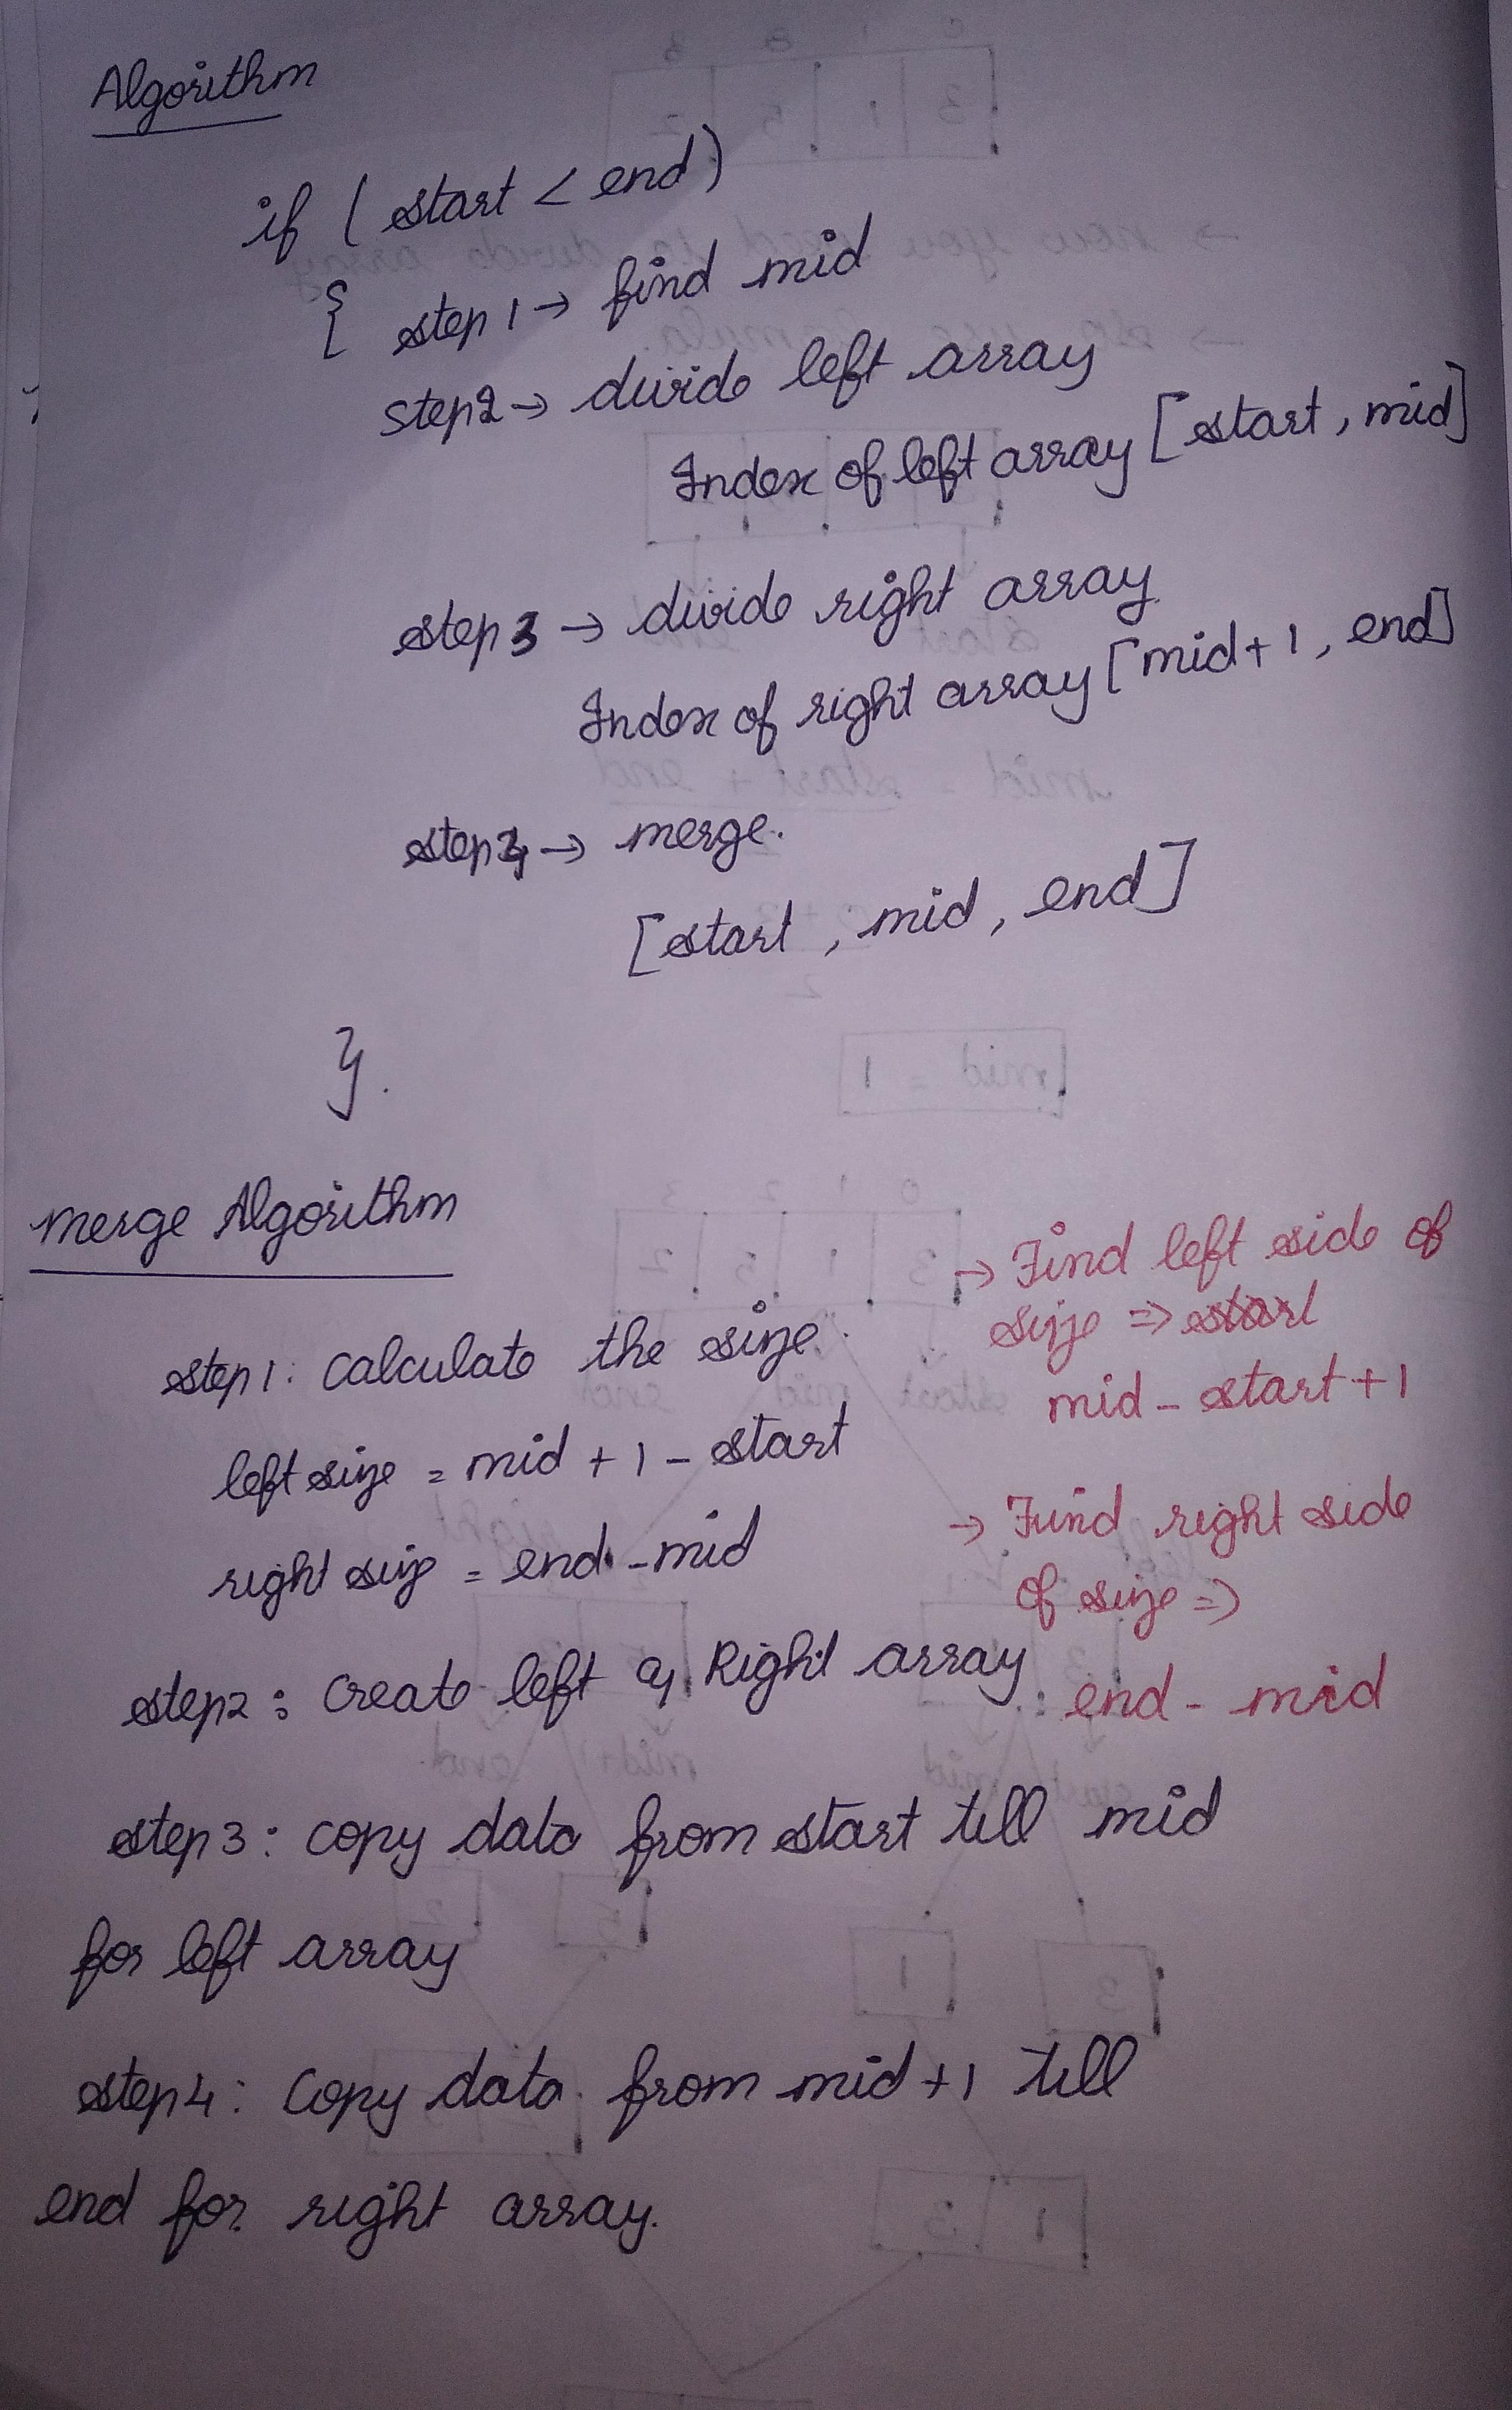 Algorithm
if ( start < end )
{ step 1 → find mid
step 2 → divide left array
Index of left array [ start , mid ]
step 3 → divide right array
Index of right array [ mid + 1 , end ]
step 4 → merge.
[ start , mid , end ]
}.
Merge Algorithm
step 1 : calculate the size.
left size = mid + 1 - start
right size = end - mid
→ Find left side of
size ⇒ start
mid - start + 1
→ Find right side
of size ⇒
end - mid
step 2 : create left & Right array
step 3 : copy data from start till mid
for left array
step 4 : Copy data from mid + 1 till
end for right array.